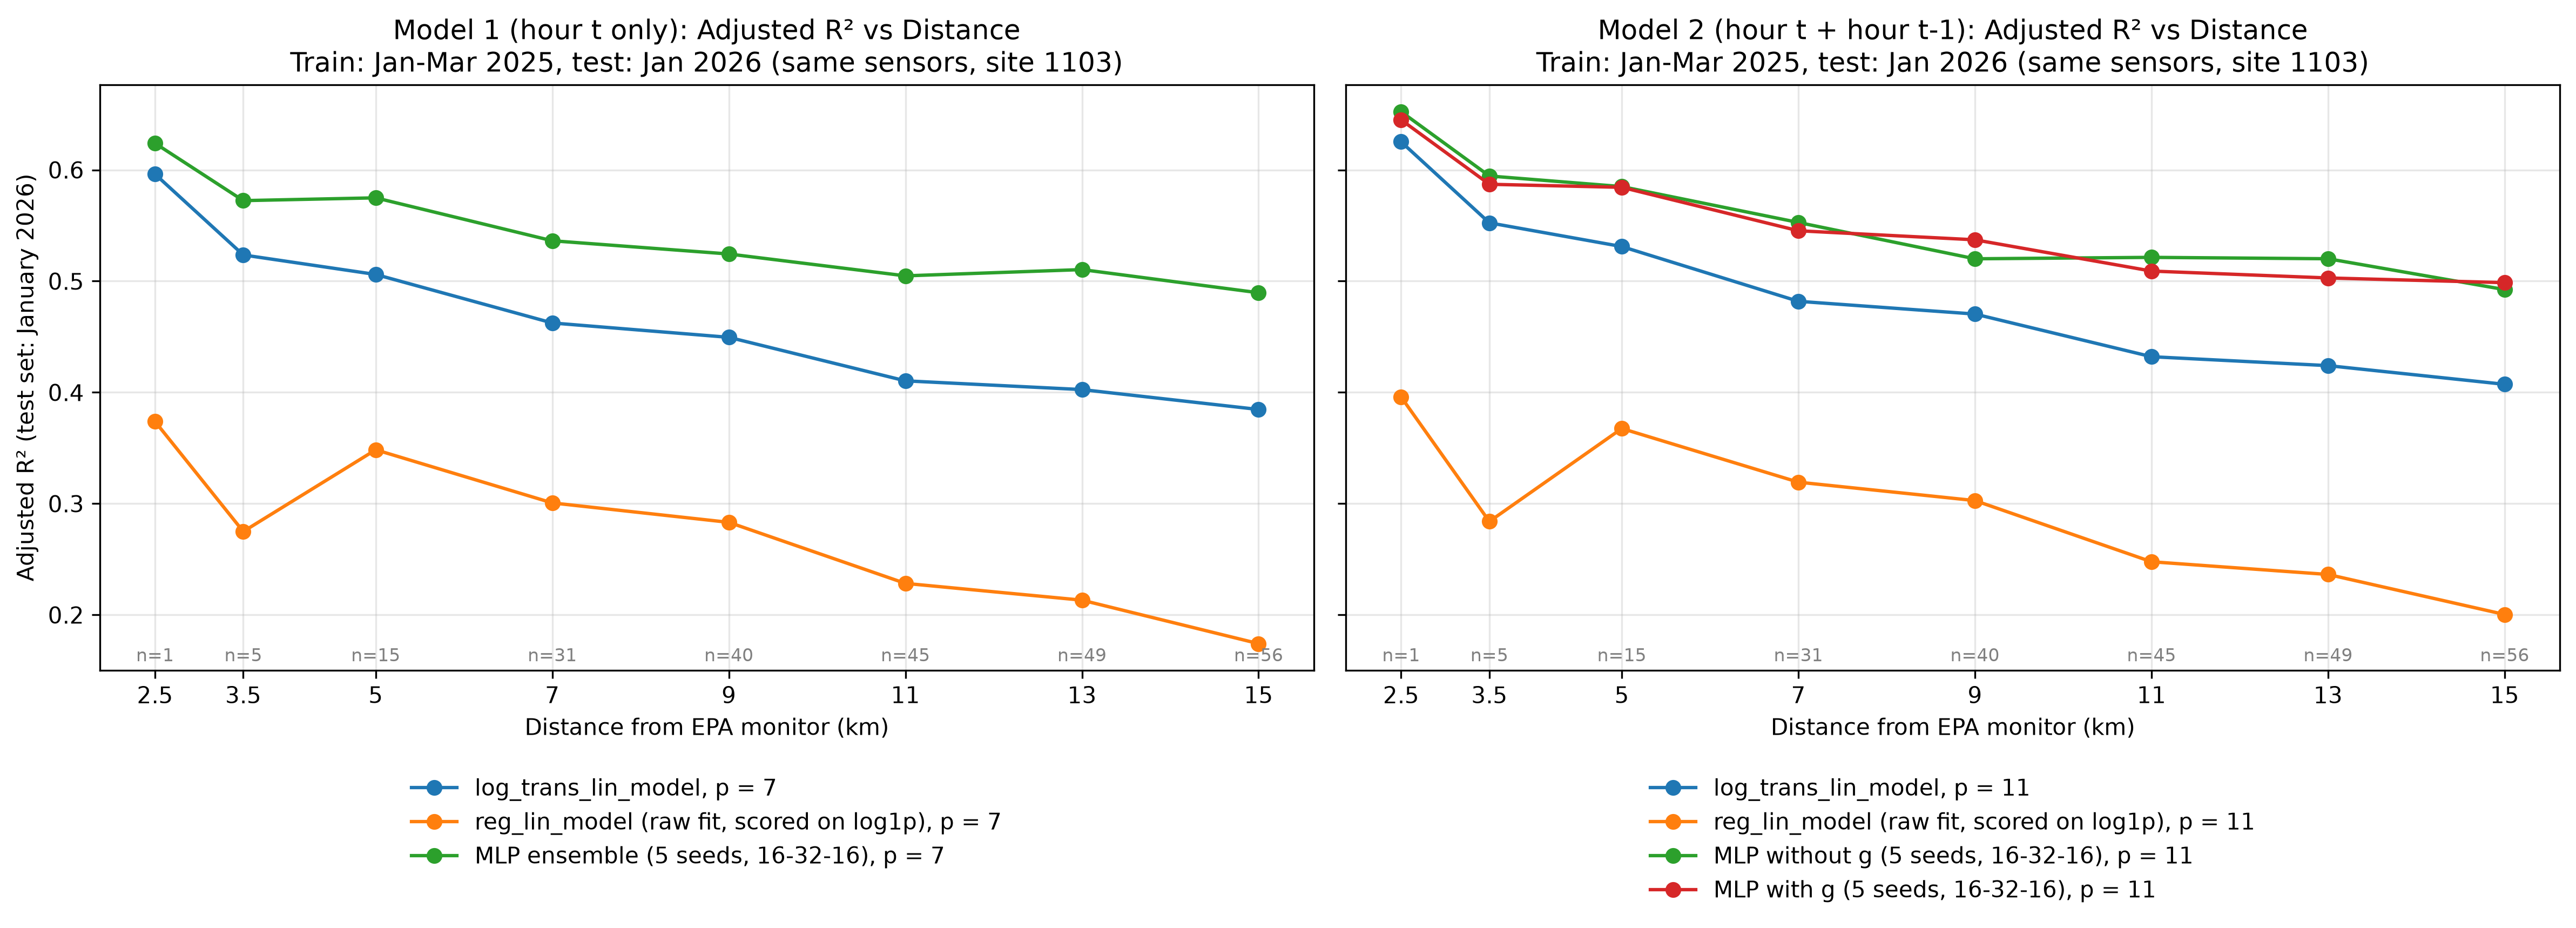 Model 1 (hour t only): Adjusted R² vs Distance
Train: Jan-Mar 2025, test: Jan 2026 (same sensors, site 1103)
Adjusted R² (test set: January 2026)
0.6
0.5
0.4
0.3
0.2
n=1 n=5 n=15 n=31 n=40 n=45 n=49 n=56
2.5 3.5 5 7 9 11 13 15
Distance from EPA monitor (km)
log_trans_lin_model, p = 7
reg_lin_model (raw fit, scored on log1p), p = 7
MLP ensemble (5 seeds, 16-32-16), p = 7
Model 2 (hour t + hour t-1): Adjusted R² vs Distance
Train: Jan-Mar 2025, test: Jan 2026 (same sensors, site 1103)
n=1 n=5 n=15 n=31 n=40 n=45 n=49 n=56
2.5 3.5 5 7 9 11 13 15
Distance from EPA monitor (km)
log_trans_lin_model, p = 11
reg_lin_model (raw fit, scored on log1p), p = 11
MLP without g (5 seeds, 16-32-16), p = 11
MLP with g (5 seeds, 16-32-16), p = 11